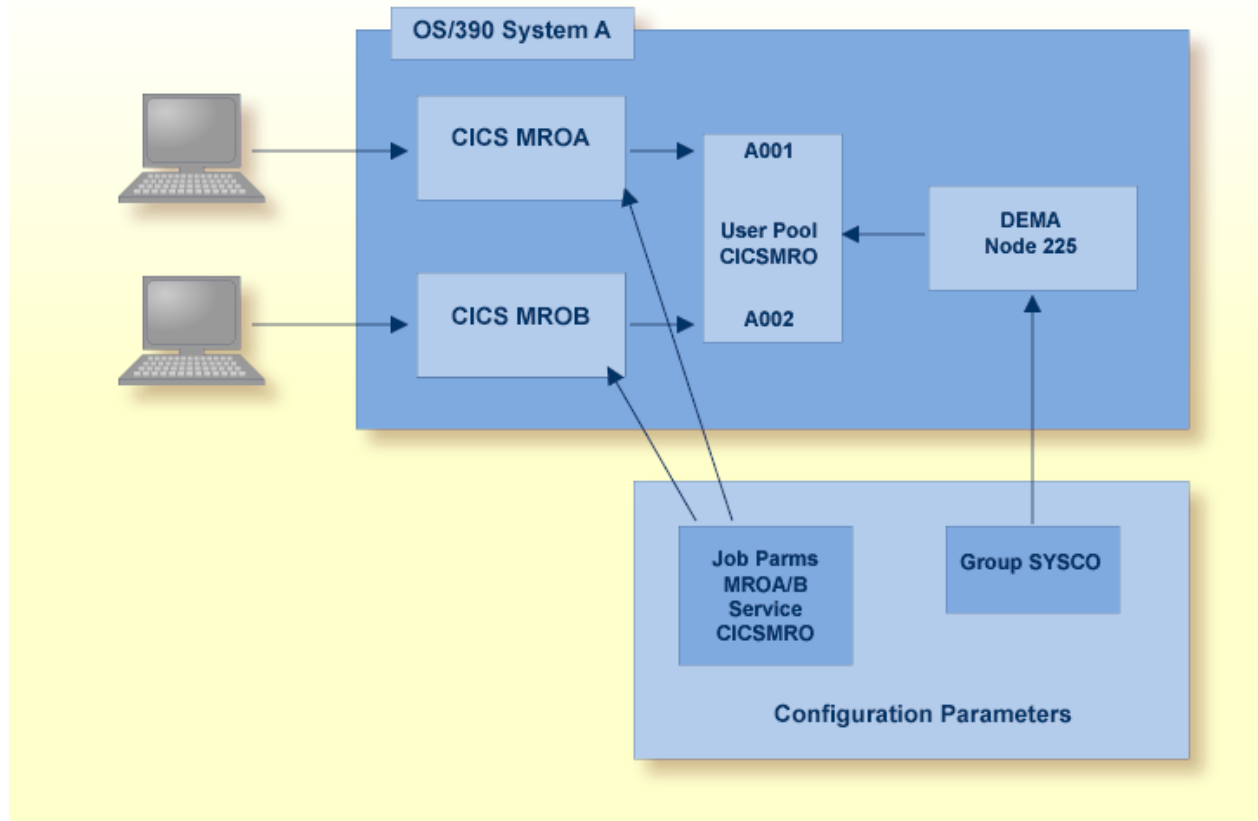 OS/390 System A
CICS MROA
A001
User Pool
CICSMRO
A002
DEMA
Node 225
CICS MROB
Job Parms
MROA/B
Service
CICSMRO
Group SYSCO
Configuration Parameters